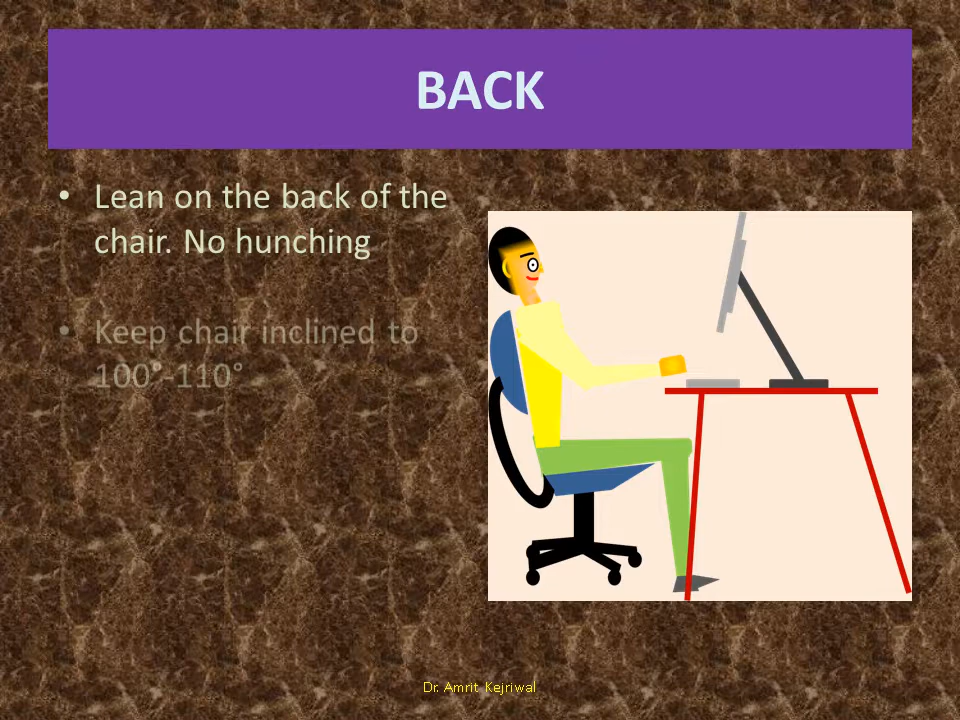 BACK
• Lean on the back of the
chair. No hunching
• Keep chair inclined to
100°-110°
Dr. Amrit Kejriwal